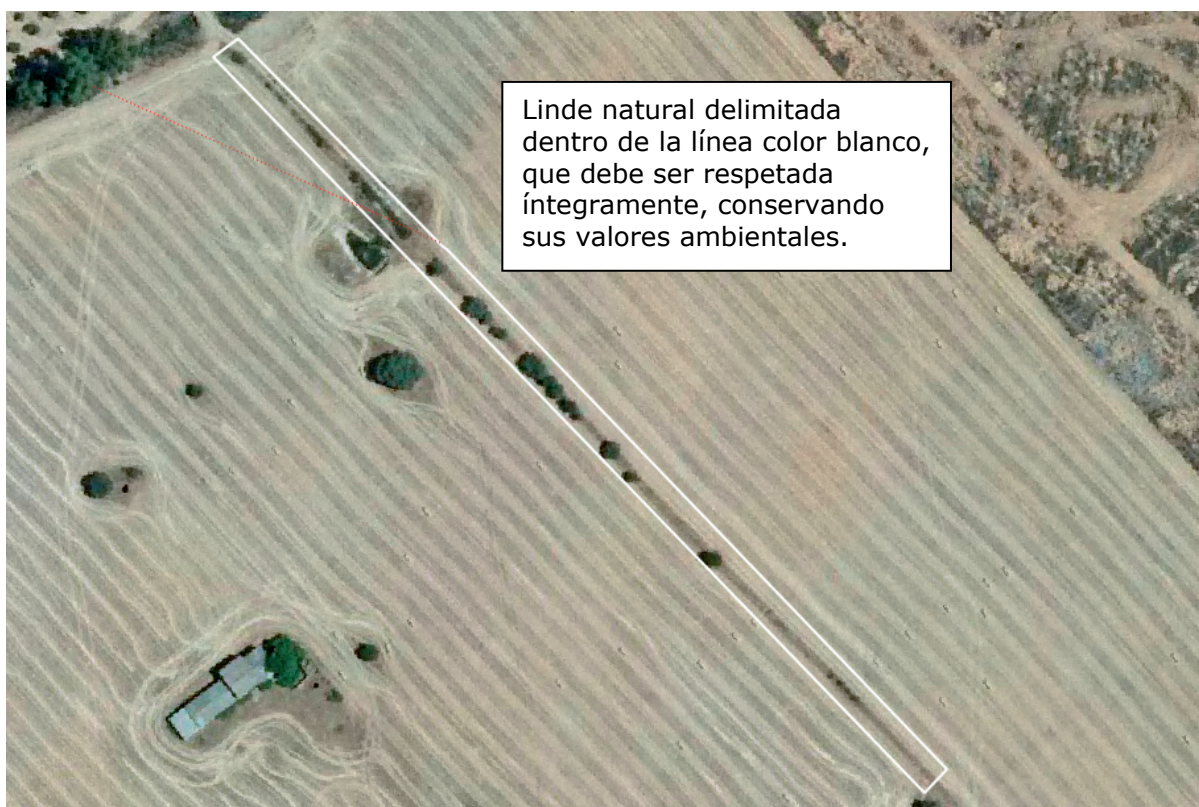 Linde natural delimitada
dentro de la línea color blanco,
que debe ser respetada
íntegramente, conservando
sus valores ambientales.